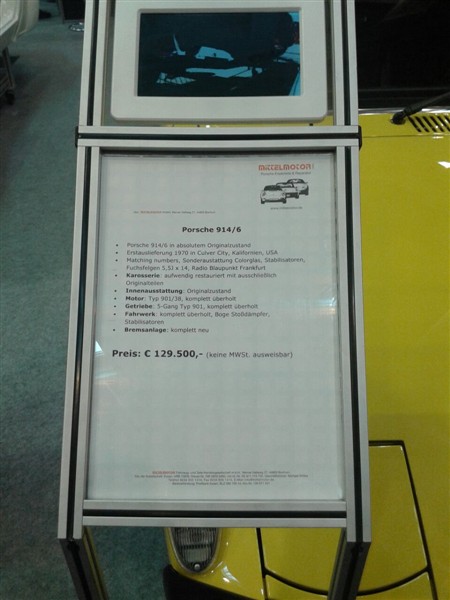 MITTELMOTOR
Porsche 914/6
• Porsche 914/6 in absolutem Originalzustand
• Erstauslieferung 1970 in Culver City, Kalifornien, USA
• Matching numbers, Sonderausstattung Colorglas, Stabilisatoren,
Fuchsfelgen 5,5J x 14, Radio Blaupunkt Frankfurt
• Karosserie: aufwendig restauriert mit ausschließlich
Originalteilen
• Innenausstattung: Originalzustand
• Motor: Typ 901/38, komplett überholt
• Getriebe: 5-Gang Typ 901, komplett überholt
• Fahrwerk: komplett überholt, Boge Stoßdämpfer,
Stabilisatoren
• Bremsanlage: komplett neu
Preis: € 129.500,- (keine MWSt. ausweisbar)